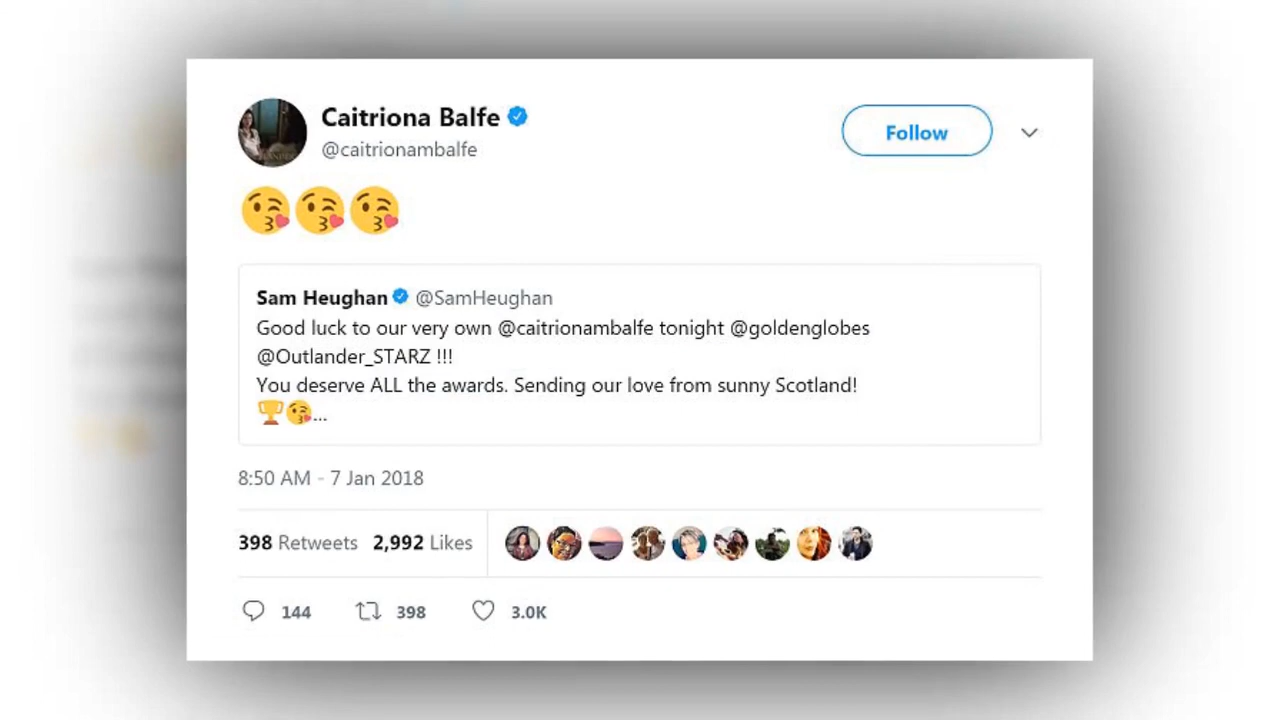 Caitriona Balfe
@caitrionambalfe
Follow
😘😘😘
Sam Heughan @SamHeughan
Good luck to our very own @caitrionambalfe tonight @goldenglobes
@Outlander_STARZ !!!
You deserve ALL the awards. Sending our love from sunny Scotland!
🏆😘...
8:50 AM - 7 Jan 2018
398 Retweets 2,992 Likes
144 398 3.0K